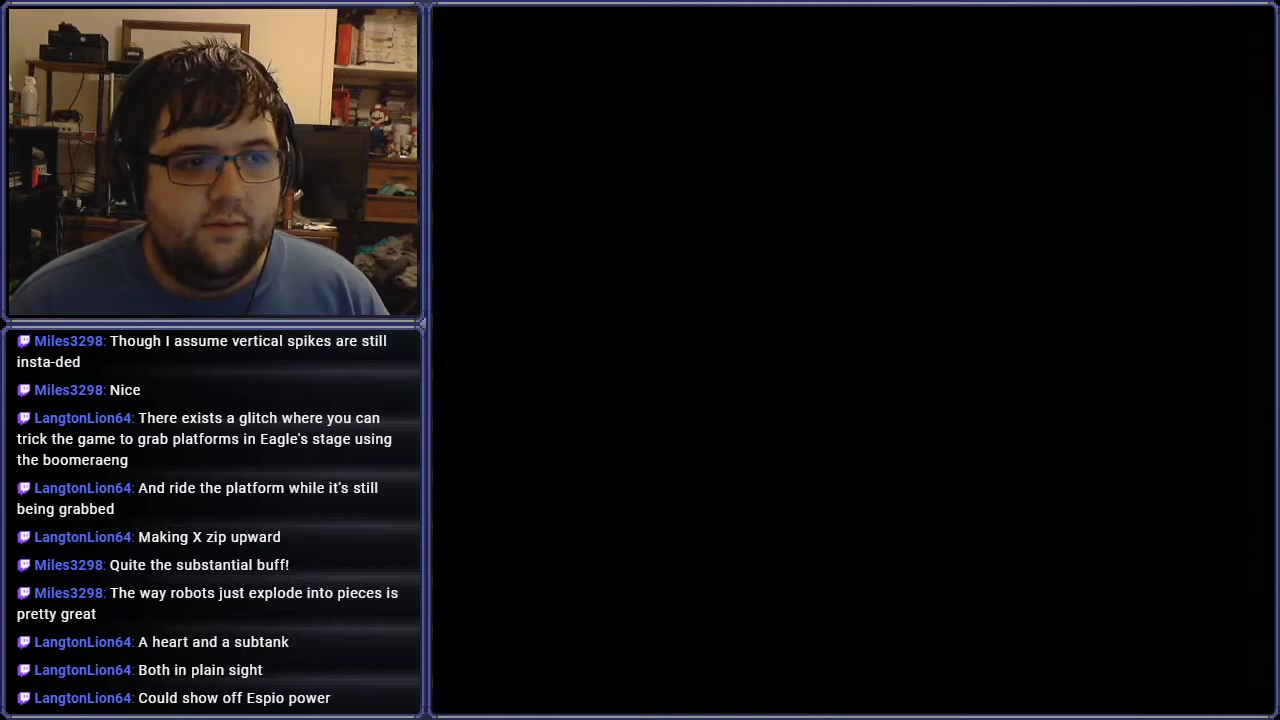 Miles3298: Though I assume vertical spikes are still
insta-ded
Miles3298: Nice
LangtonLion64: There exists a glitch where you can
trick the game to grab platforms in Eagle's stage using
the boomeraeng
LangtonLion64: And ride the platform while it's still
being grabbed
LangtonLion64: Making X zip upward
Miles3298: Quite the substantial buff!
Miles3298: The way robots just explode into pieces is
pretty great
LangtonLion64: A heart and a subtank
LangtonLion64: Both in plain sight
LangtonLion64: Could show off Espio power